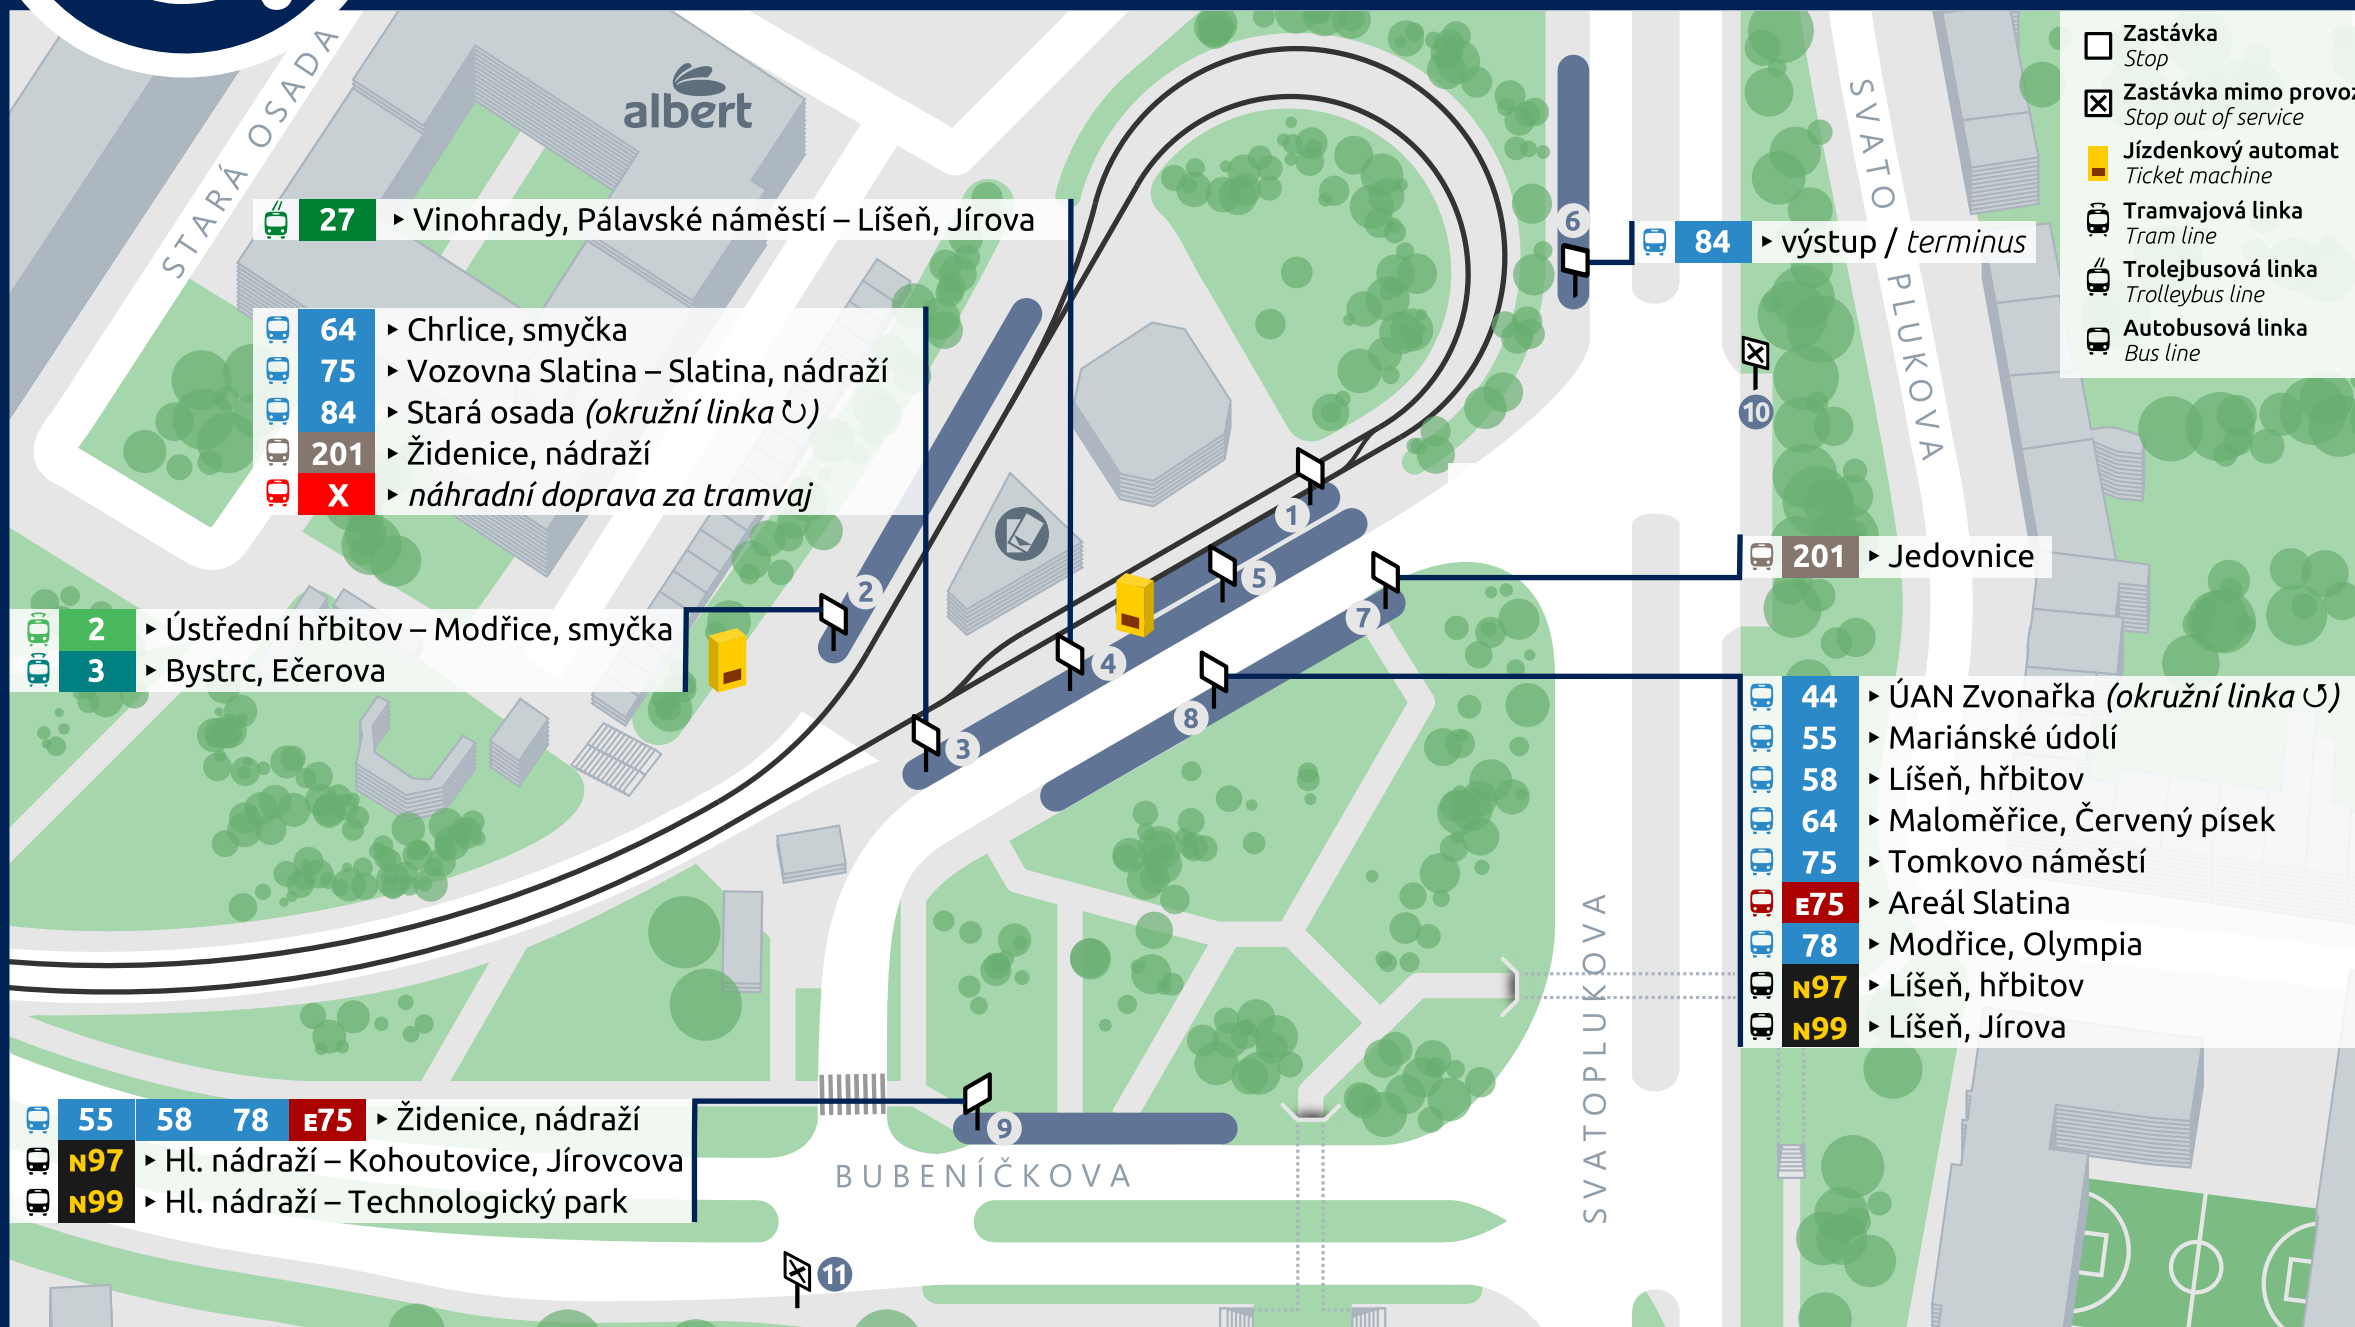 STARÁ OSADA
albert
27 ▸ Vinohrady, Pálavské náměstí – Líšeň, Jírova
64 ▸ Chrlice, smyčka
75 ▸ Vozovna Slatina – Slatina, nádraží
84 ▸ Stará osada (okružní linka ↻)
201 ▸ Židenice, nádraží
X ▸ náhradní doprava za tramvaj
2 ▸ Ústřední hřbitov – Modřice, smyčka
3 ▸ Bystrc, Ečerova
2
1
5
4
3
7
8
6
84 ▸ výstup / terminus
10
SVATOPLUKOVA
Zastávka
Stop
Zastávka mimo provoz
Stop out of service
Jízdenkový automat
Ticket machine
Tramvajová linka
Tram line
Trolejbusová linka
Trolleybus line
Autobusová linka
Bus line
201 ▸ Jedovnice
44 ▸ ÚAN Zvonařka (okružní linka ↺)
55 ▸ Mariánské údolí
58 ▸ Líšeň, hřbitov
64 ▸ Maloměřice, Červený písek
75 ▸ Tomkovo náměstí
E75 ▸ Areál Slatina
78 ▸ Modřice, Olympia
N97 ▸ Líšeň, hřbitov
N99 ▸ Líšeň, Jírova
SVATOPLUKOVA
55 58 78 E75 ▸ Židenice, nádraží
N97 ▸ Hl. nádraží – Kohoutovice, Jírovcova
N99 ▸ Hl. nádraží – Technologický park
9
BUBENÍČKOVA
11